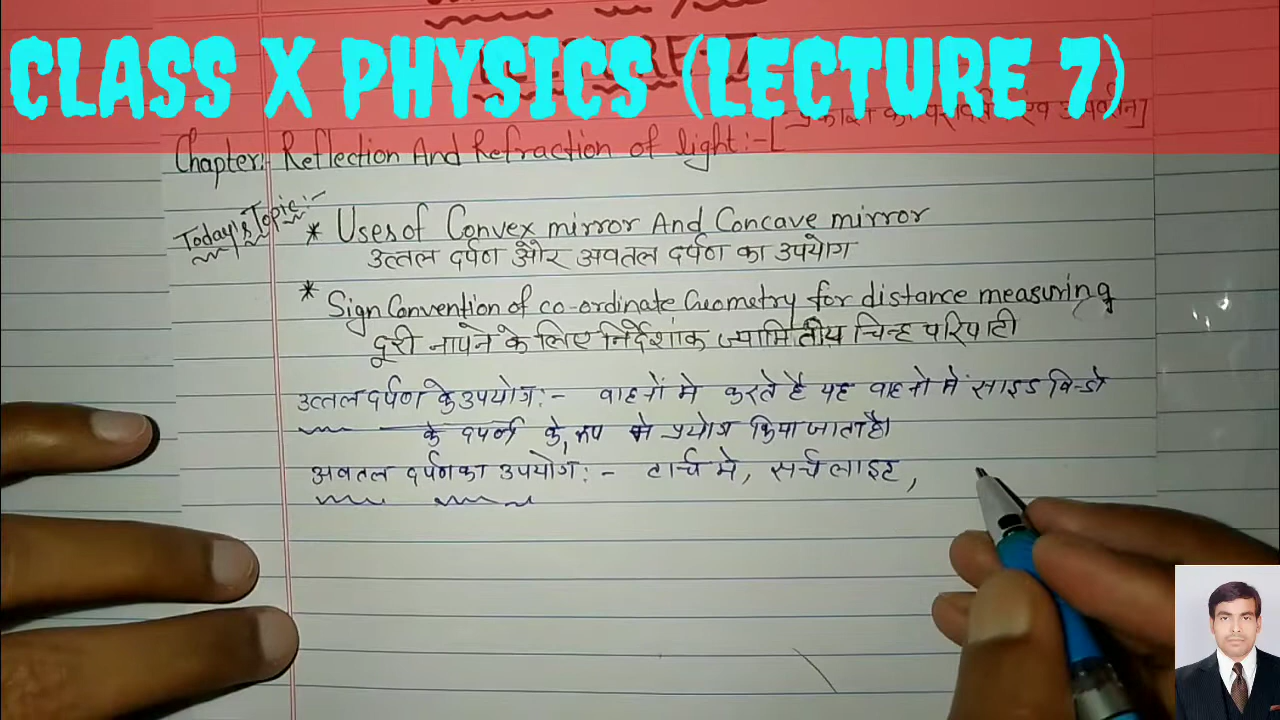 CLASS X PHYSICS (LECTURE 7)
Chapter:- Reflection And Refraction of light:-[
Today's Topic:-
* Uses of Convex mirror And Concave mirror
उत्तल दर्पण और अवतल दर्पण का उपयोग
* Sign Convention of co-ordinate Geometry for distance measuring
दूरी नापने के लिए निर्देशांक ज्यामितीय चिन्ह परिपाटी
उत्तल दर्पण के उपयोग:- वाहनों मे करते है यह वाहनो में साइड विन्डो
के दर्पण के रूप मे प्रयोग किया जाता है।
अवतल दर्पण का उपयोग:- टार्च मे, सर्च लाइट,